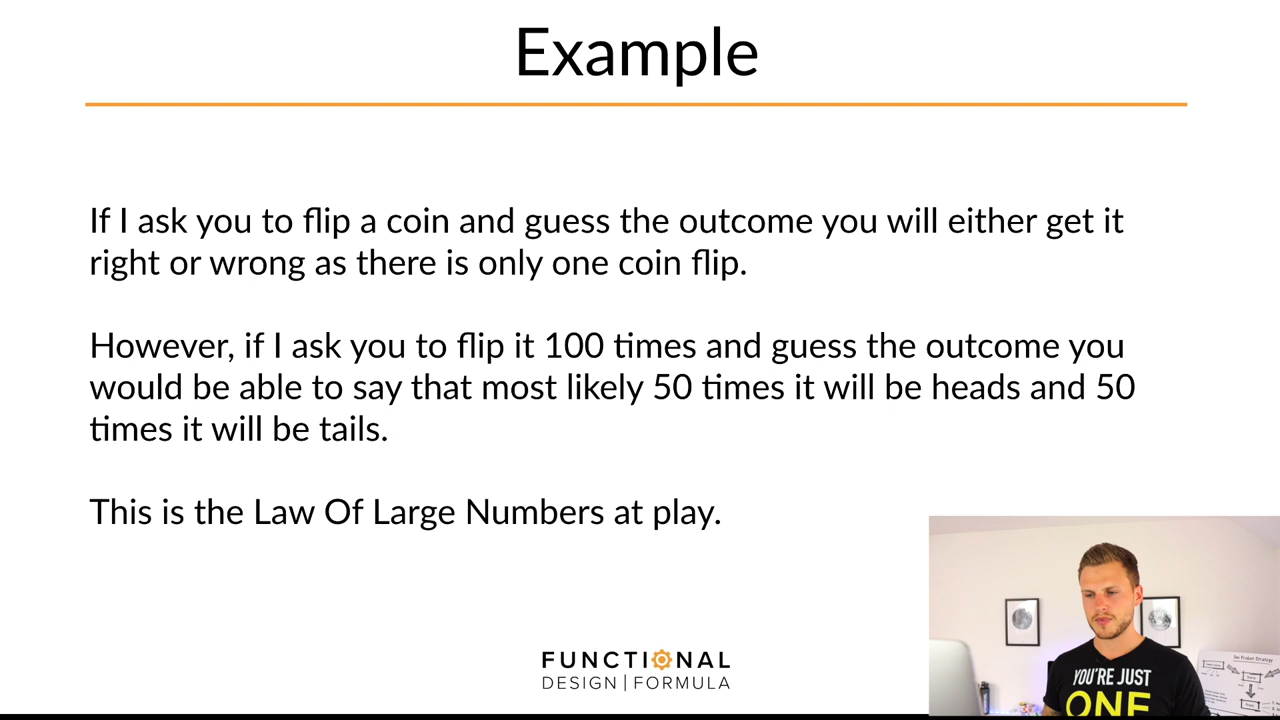 Example
If I ask you to flip a coin and guess the outcome you will either get it
right or wrong as there is only one coin flip.
However, if I ask you to flip it 100 times and guess the outcome you
would be able to say that most likely 50 times it will be heads and 50
times it will be tails.
This is the Law Of Large Numbers at play.
FUNCTIONAL
DESIGN | FORMULA
YOU'RE JUST
ONE